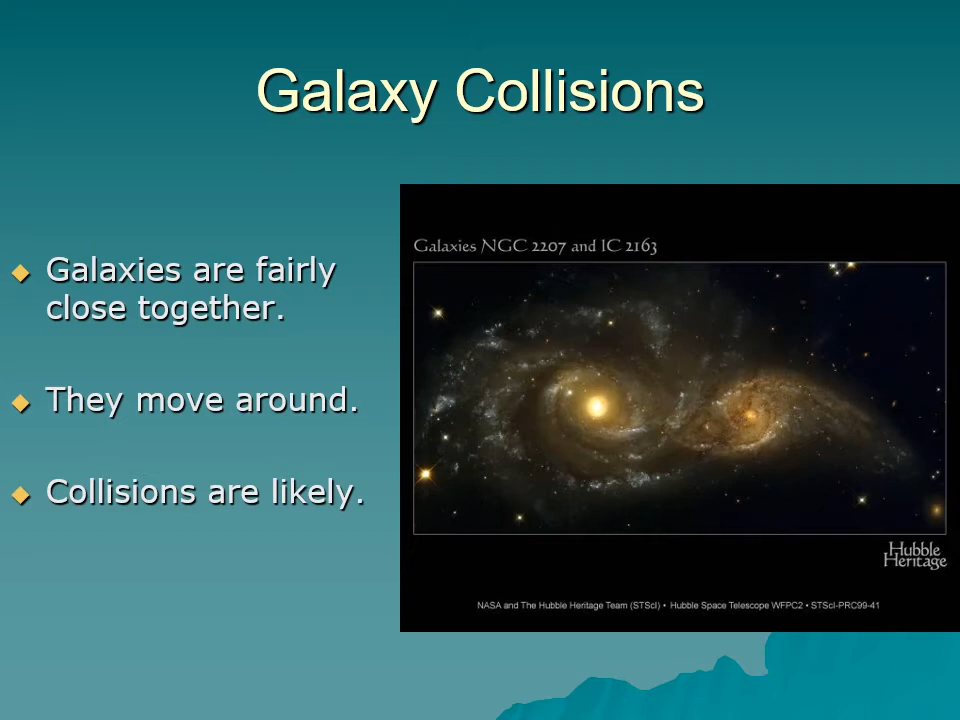 Galaxy Collisions
Galaxies are fairly
close together.
They move around.
Collisions are likely.
Galaxies NGC 2207 and IC 2163
Hubble
Heritage
NASA and The Hubble Heritage Team (STScI) • Hubble Space Telescope WFPC2 • STScI-PRC99-41